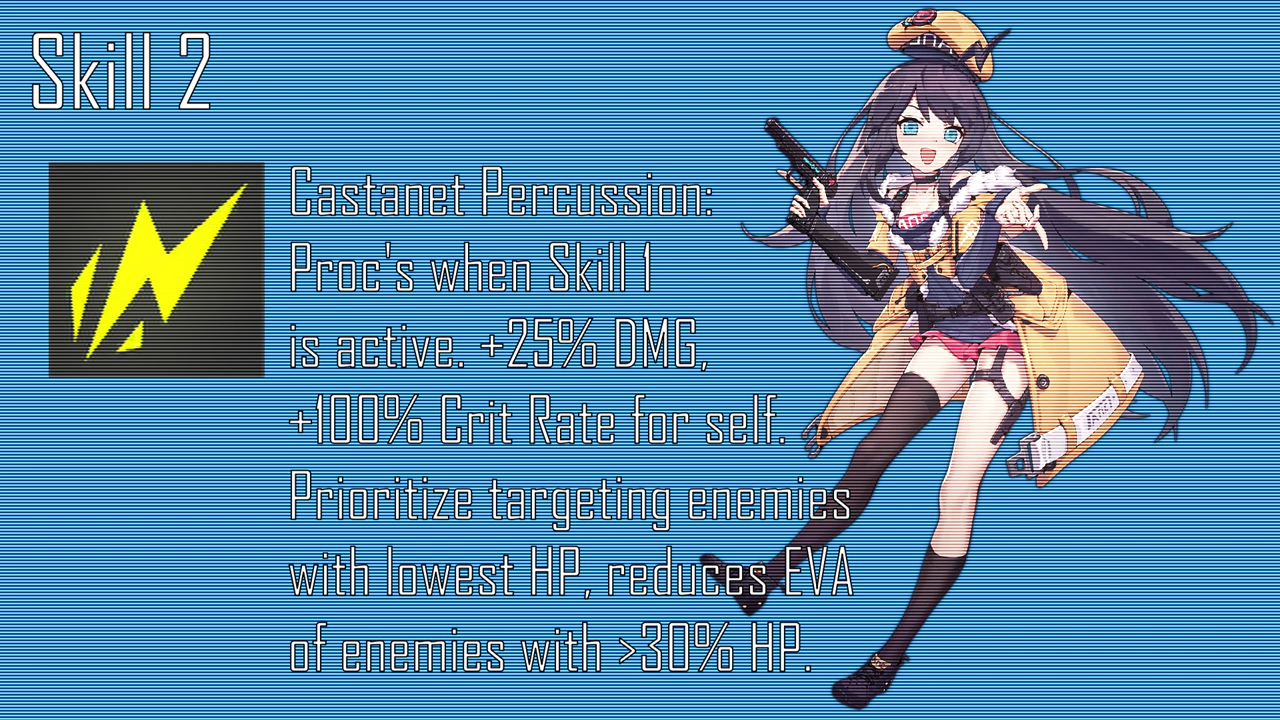 Skill 2
Castanet Percussion:
Proc's when Skill 1
is active. +25% DMG,
+100% Crit Rate for self.
Prioritize targeting enemies
with lowest HP, reduces EVA
of enemies with >30% HP.